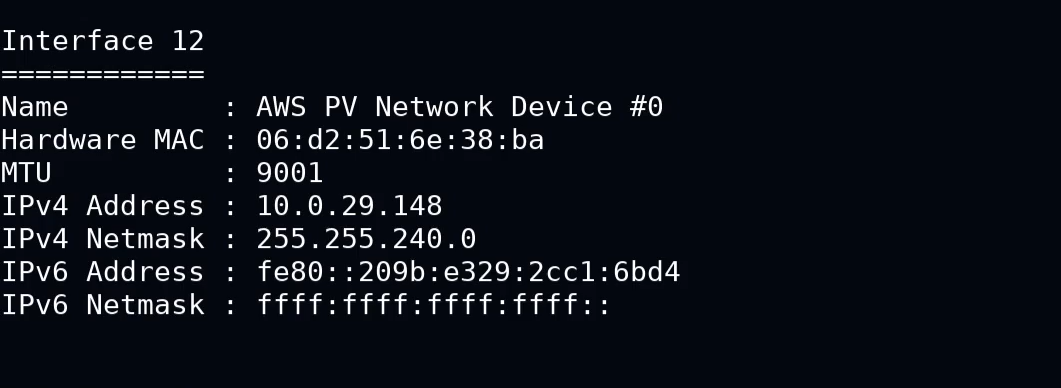 Interface 12
============
Name         : AWS PV Network Device #0
Hardware MAC : 06:d2:51:6e:38:ba
MTU          : 9001
IPv4 Address : 10.0.29.148
IPv4 Netmask : 255.255.240.0
IPv6 Address : fe80::209b:e329:2cc1:6bd4
IPv6 Netmask : ffff:ffff:ffff:ffff::